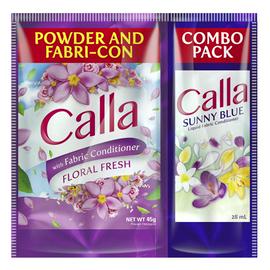 POWDER AND
FABRI-CON
Calla
with Fabric Conditioner
FLORAL FRESH
NET WT 45g
COMBO
PACK
Calla
SUNNY BLUE
Liquid Fabric Conditioner
28 mL